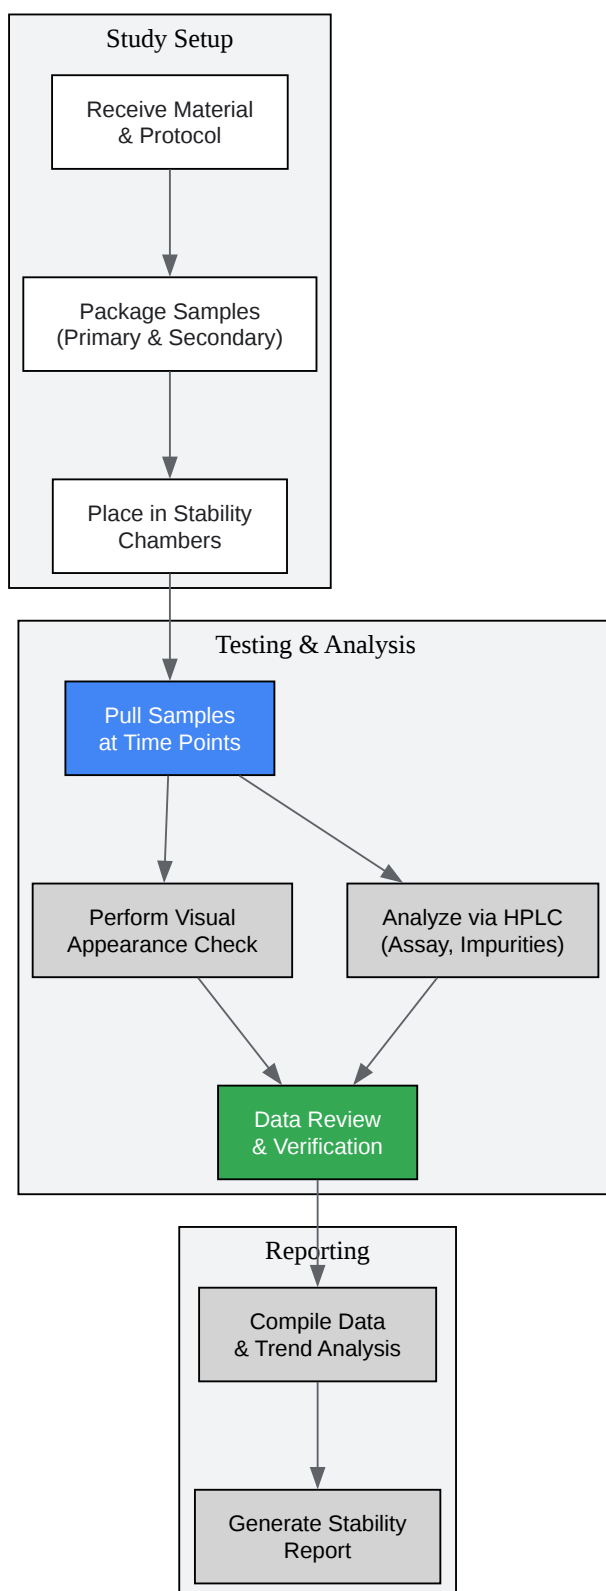 Study Setup
Receive Material
& Protocol
Package Samples
(Primary & Secondary)
Place in Stability
Chambers
Testing & Analysis
Pull Samples
at Time Points
Perform Visual
Appearance Check
Analyze via HPLC
(Assay, Impurities)
Data Review
& Verification
Reporting
Compile Data
& Trend Analysis
Generate Stability
Report